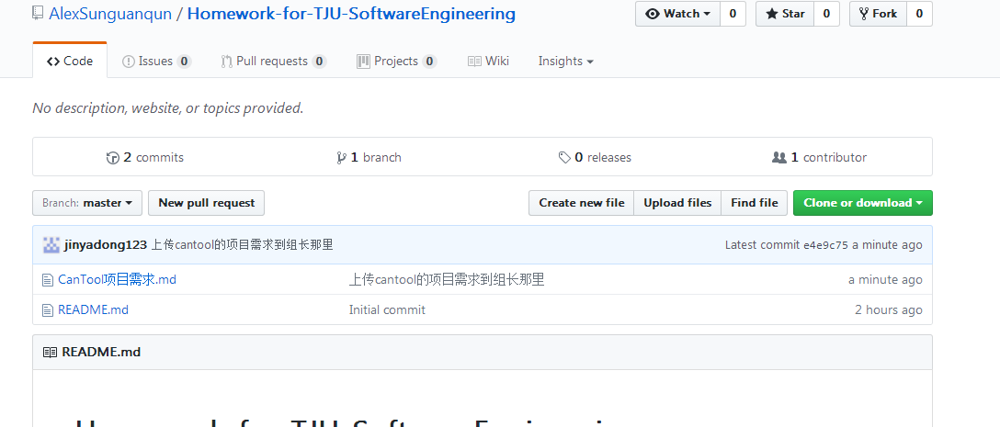 AlexSunguanqun / Homework-for-TJU-SoftwareEngineering
Watch 0 Star 0 Fork 0
Code Issues 0 Pull requests 0 Projects 0 Wiki Insights
No description, website, or topics provided.
2 commits 1 branch 0 releases 1 contributor
Branch: master New pull request Create new file Upload files Find file Clone or download
jinyadong123 上传cantool的项目需求到组长那里 Latest commit e4e9c75 a minute ago
CanTool项目需求.md 上传cantool的项目需求到组长那里 a minute ago
README.md Initial commit 2 hours ago
README.md